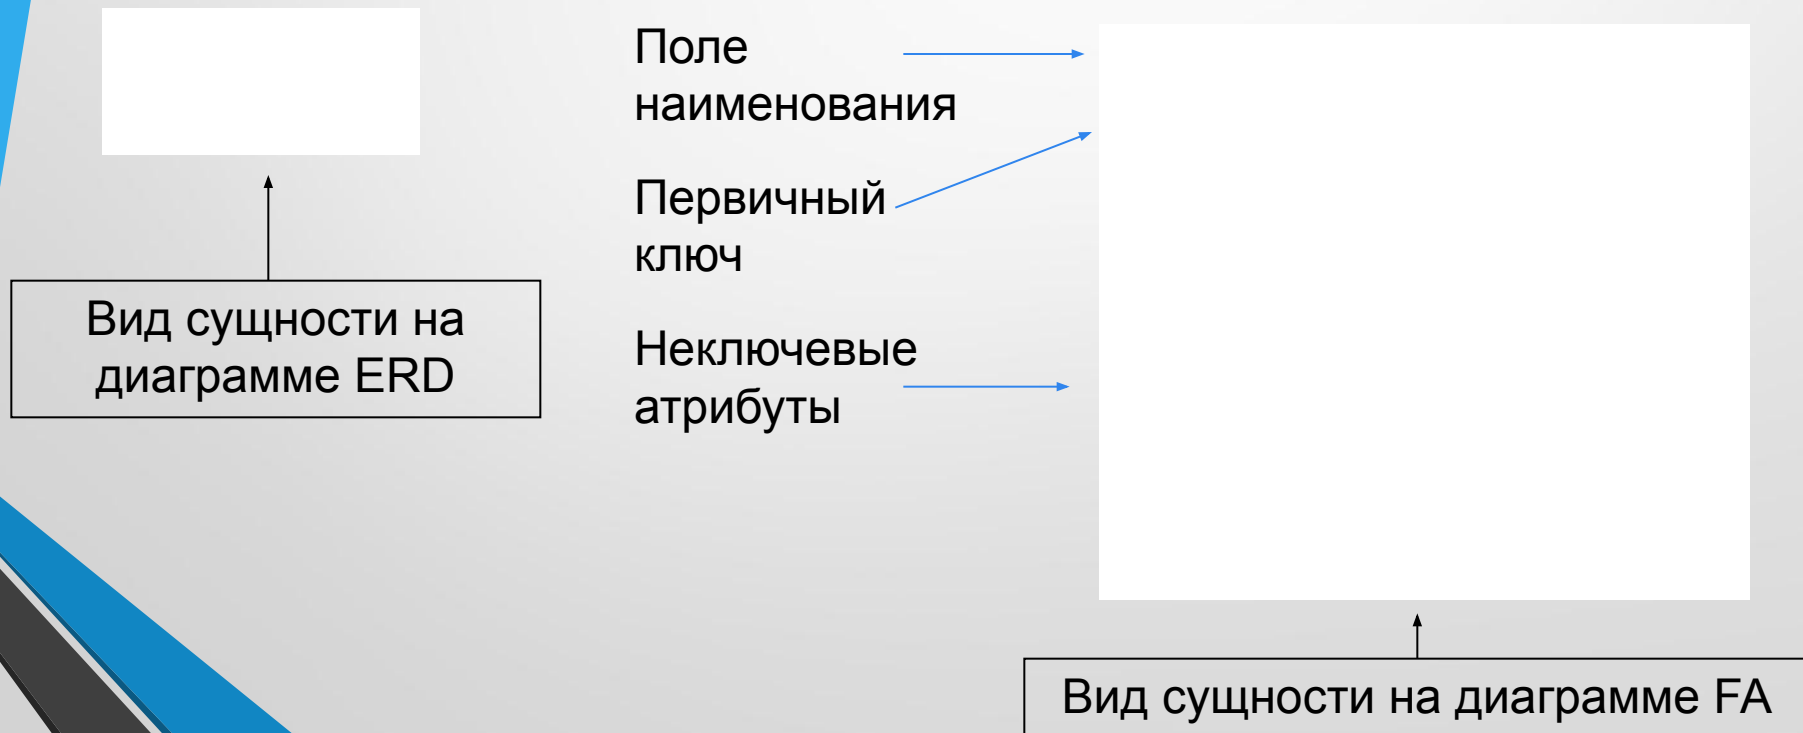 Поле
наименования
Первичный
ключ
Неключевые
атрибуты
Вид сущности на
диаграмме ERD
Вид сущности на диаграмме FA